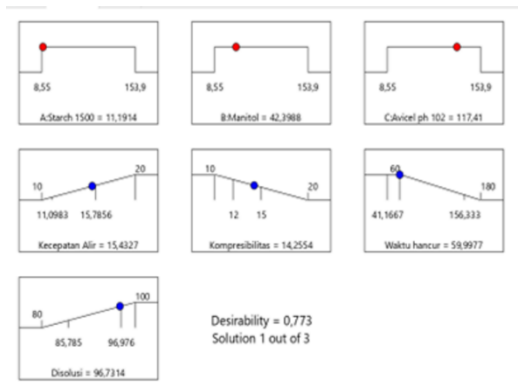 8,55 153,9
A:Starch 1500 = 11,1914
8,55 153,9
B:Manitol = 42,3988
8,55 153,9
C:Avicel ph 102 = 117,41
10 20
11,0983 15,7856
Kecepatan Alir = 15,4327
10 20
12 15
Kompresibilitas = 14,2554
60 180
41,1667 156,333
Waktu hancur = 59,9977
80 100
85,785 96,976
Disolusi = 96,7314
Desirability = 0,773
Solution 1 out of 3